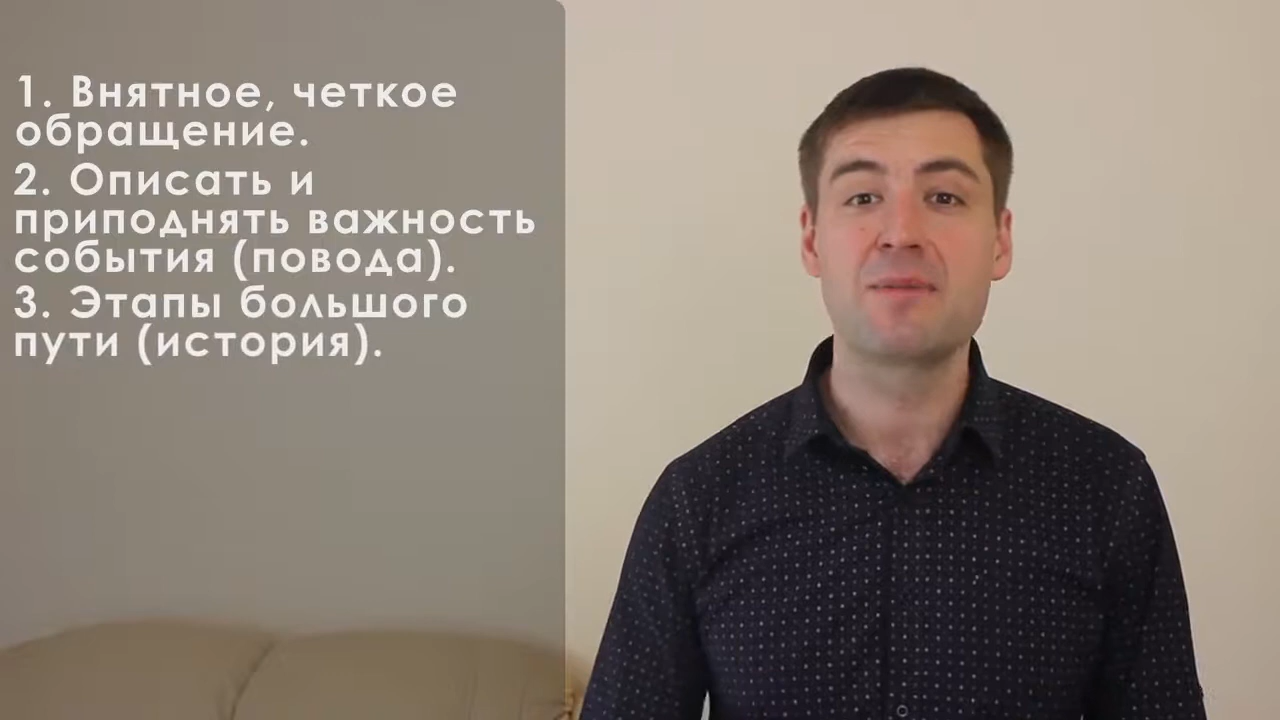 1. Внятное, четкое
обращение.
2. Описать и
приподнять важность
события (повода).
3. Этапы большого
пути (история).